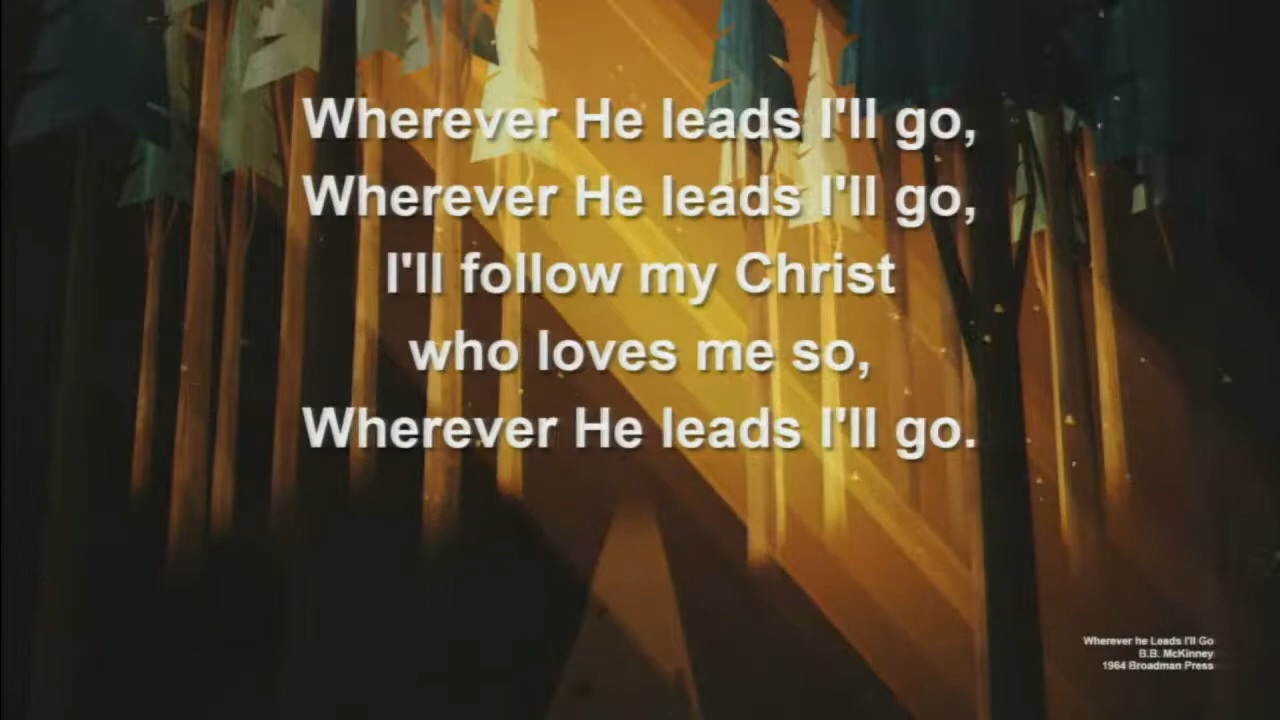 Wherever He leads I'll go,
Wherever He leads I'll go,
I'll follow my Christ
who loves me so,
Wherever He leads I'll go.
Wherever he Leads I'll Go
B.B. McKinney
1964 Broadman Press